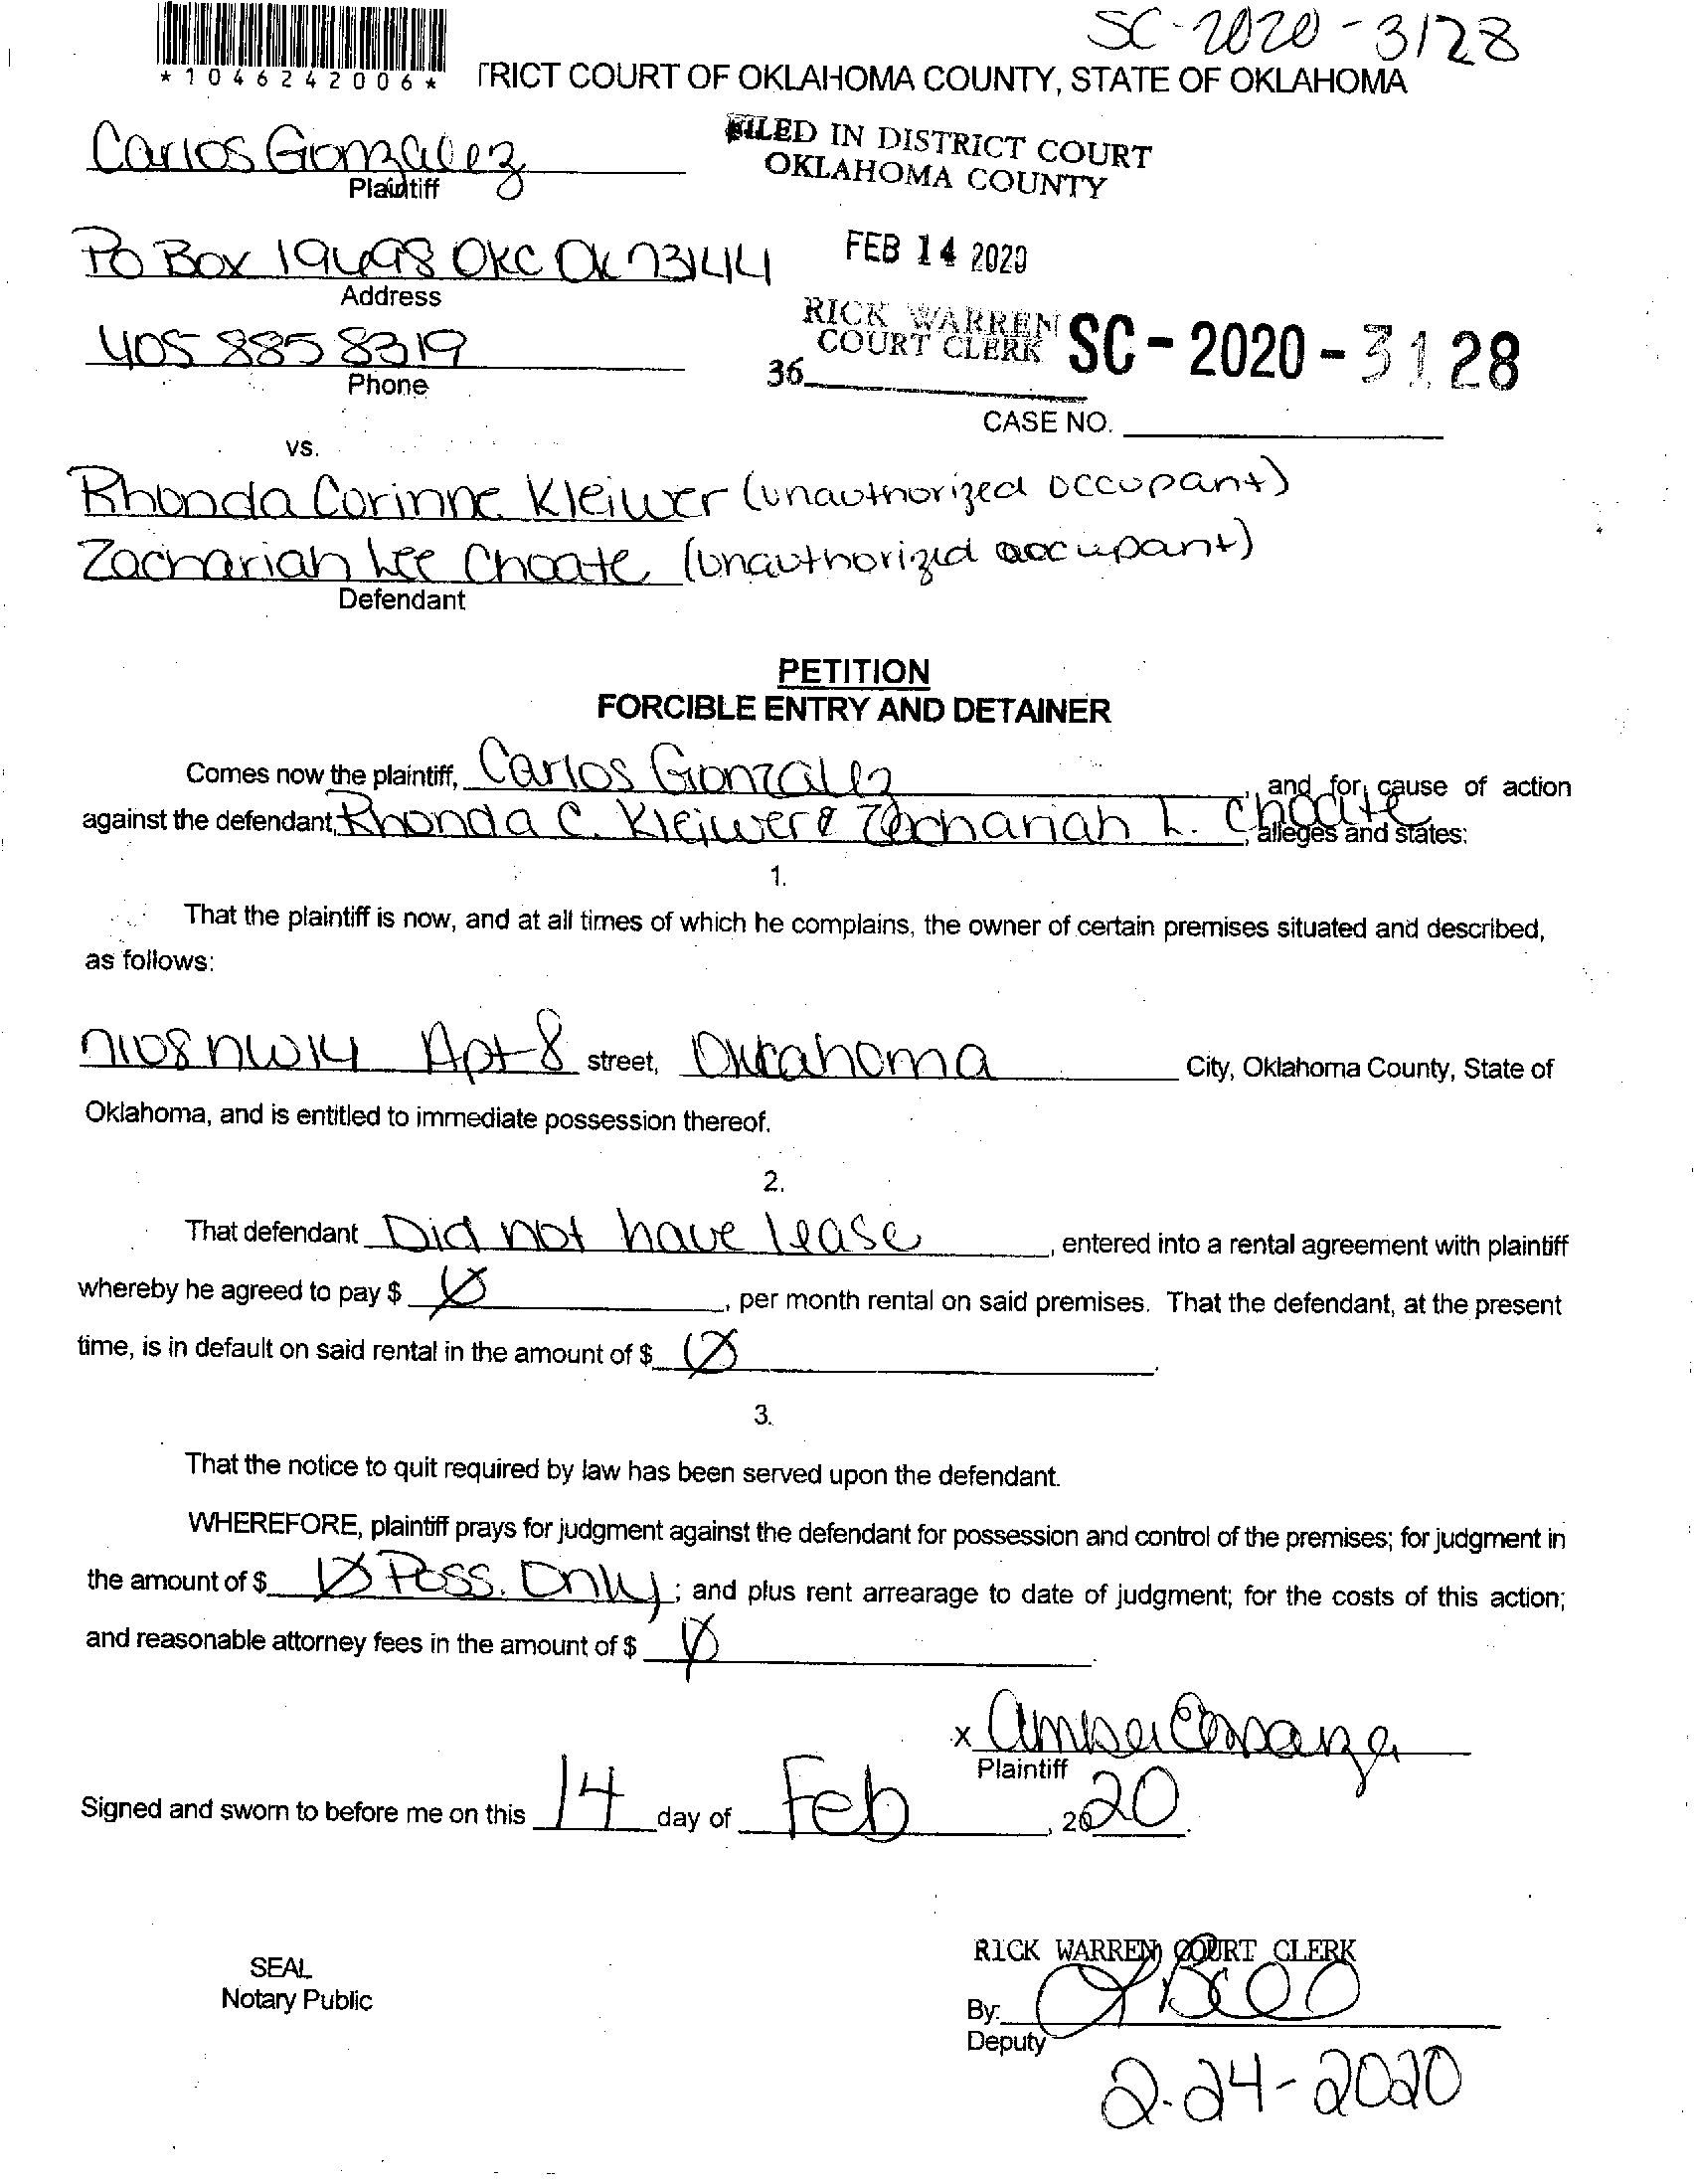 SC-2020-3128
*1046242006*
TRICT COURT OF OKLAHOMA COUNTY, STATE OF OKLAHOMA
FILED IN DISTRICT COURT
OKLAHOMA COUNTY
Carlos Gonzalez
Plaintiff
FEB 14 2020
PO Box 19498 OKC OK 73144
Address
RICK WARREN
COURT CLERK
SC-2020-3128
405 885 8319
Phone
36
CASE NO.
vs.
Rhonda Corinne Kleiwer (unauthorized occupant)
Zachariah Lee Choate (unauthorized occupant)
Defendant
PETITION
FORCIBLE ENTRY AND DETAINER
Comes now the plaintiff, Carlos Gonzalez, and for cause of action
against the defendant, Rhonda C. Kleiwer & Zachariah L. Choate, alleges and states:
1.
That the plaintiff is now, and at all times of which he complains, the owner of certain premises situated and described,
as follows:
7108 NW 14 Apt 8 street, Oklahoma City, Oklahoma County, State of
Oklahoma, and is entitled to immediate possession thereof.
2.
That defendant Did not have lease, entered into a rental agreement with plaintiff
whereby he agreed to pay $ Ø, per month rental on said premises. That the defendant, at the present
time, is in default on said rental in the amount of $ Ø.
3.
That the notice to quit required by law has been served upon the defendant.
WHEREFORE, plaintiff prays for judgment against the defendant for possession and control of the premises; for judgment in
the amount of $ Ø Poss. Only; and plus rent arrearage to date of judgment; for the costs of this action;
and reasonable attorney fees in the amount of $ Ø.
x
Plaintiff
Signed and sworn to before me on this 14 day of Feb, 2020.
RICK WARREN, COURT CLERK
SEAL
Notary Public
By:
Deputy
2-24-2020